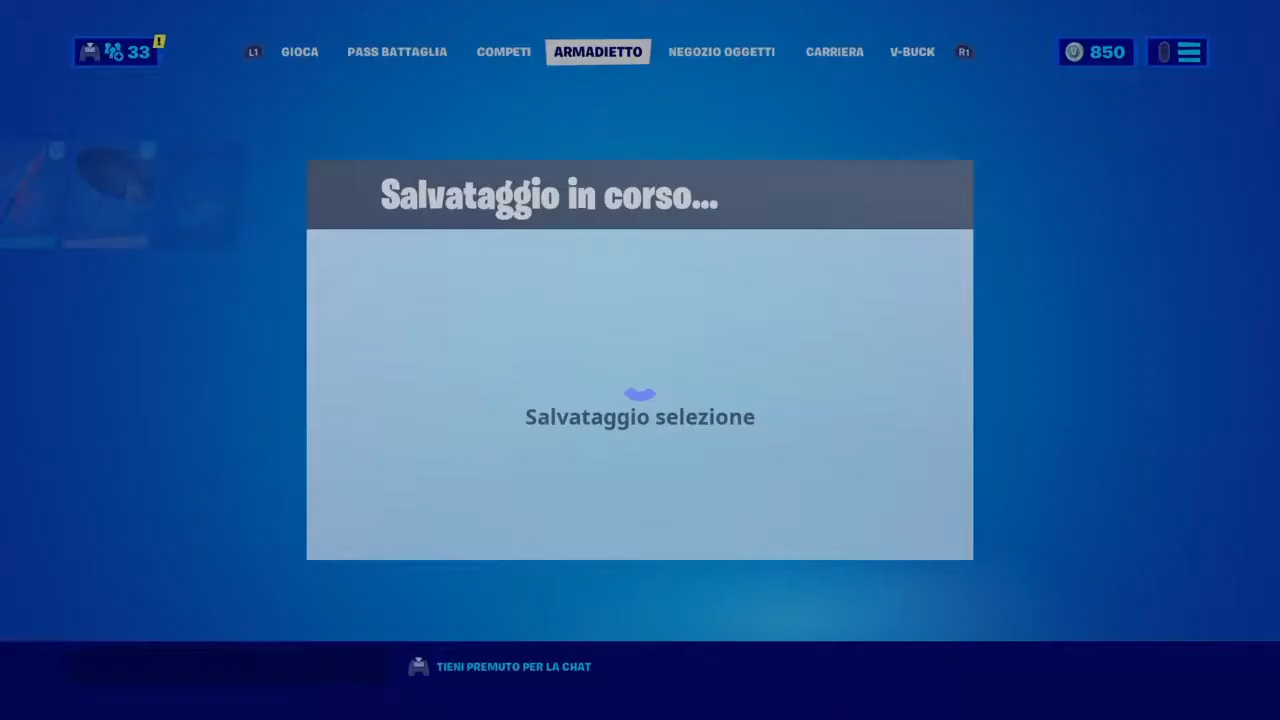 33
!
L1
GIOCA
PASS BATTAGLIA
COMPETI
ARMADIETTO
NEGOZIO OGGETTI
CARRIERA
V-BUCK
R1
850
Salvataggio in corso...
Salvataggio selezione
TIENI PREMUTO PER LA CHAT